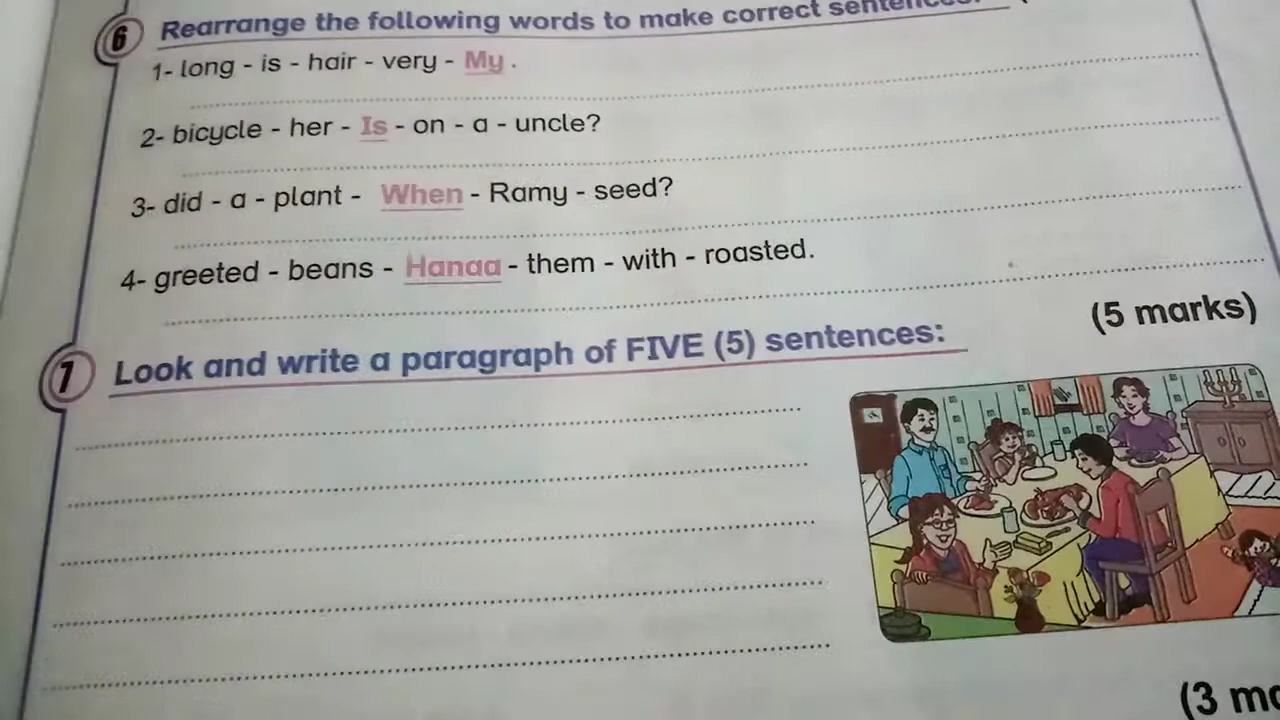 6 Rearrange the following words to make correct sentences.
1- long - is - hair - very - My .
2- bicycle - her - Is - on - a - uncle?
3- did - a - plant - When - Ramy - seed?
4- greeted - beans - Hanaa - them - with - roasted.
(5 marks)
7 Look and write a paragraph of FIVE (5) sentences:
(3